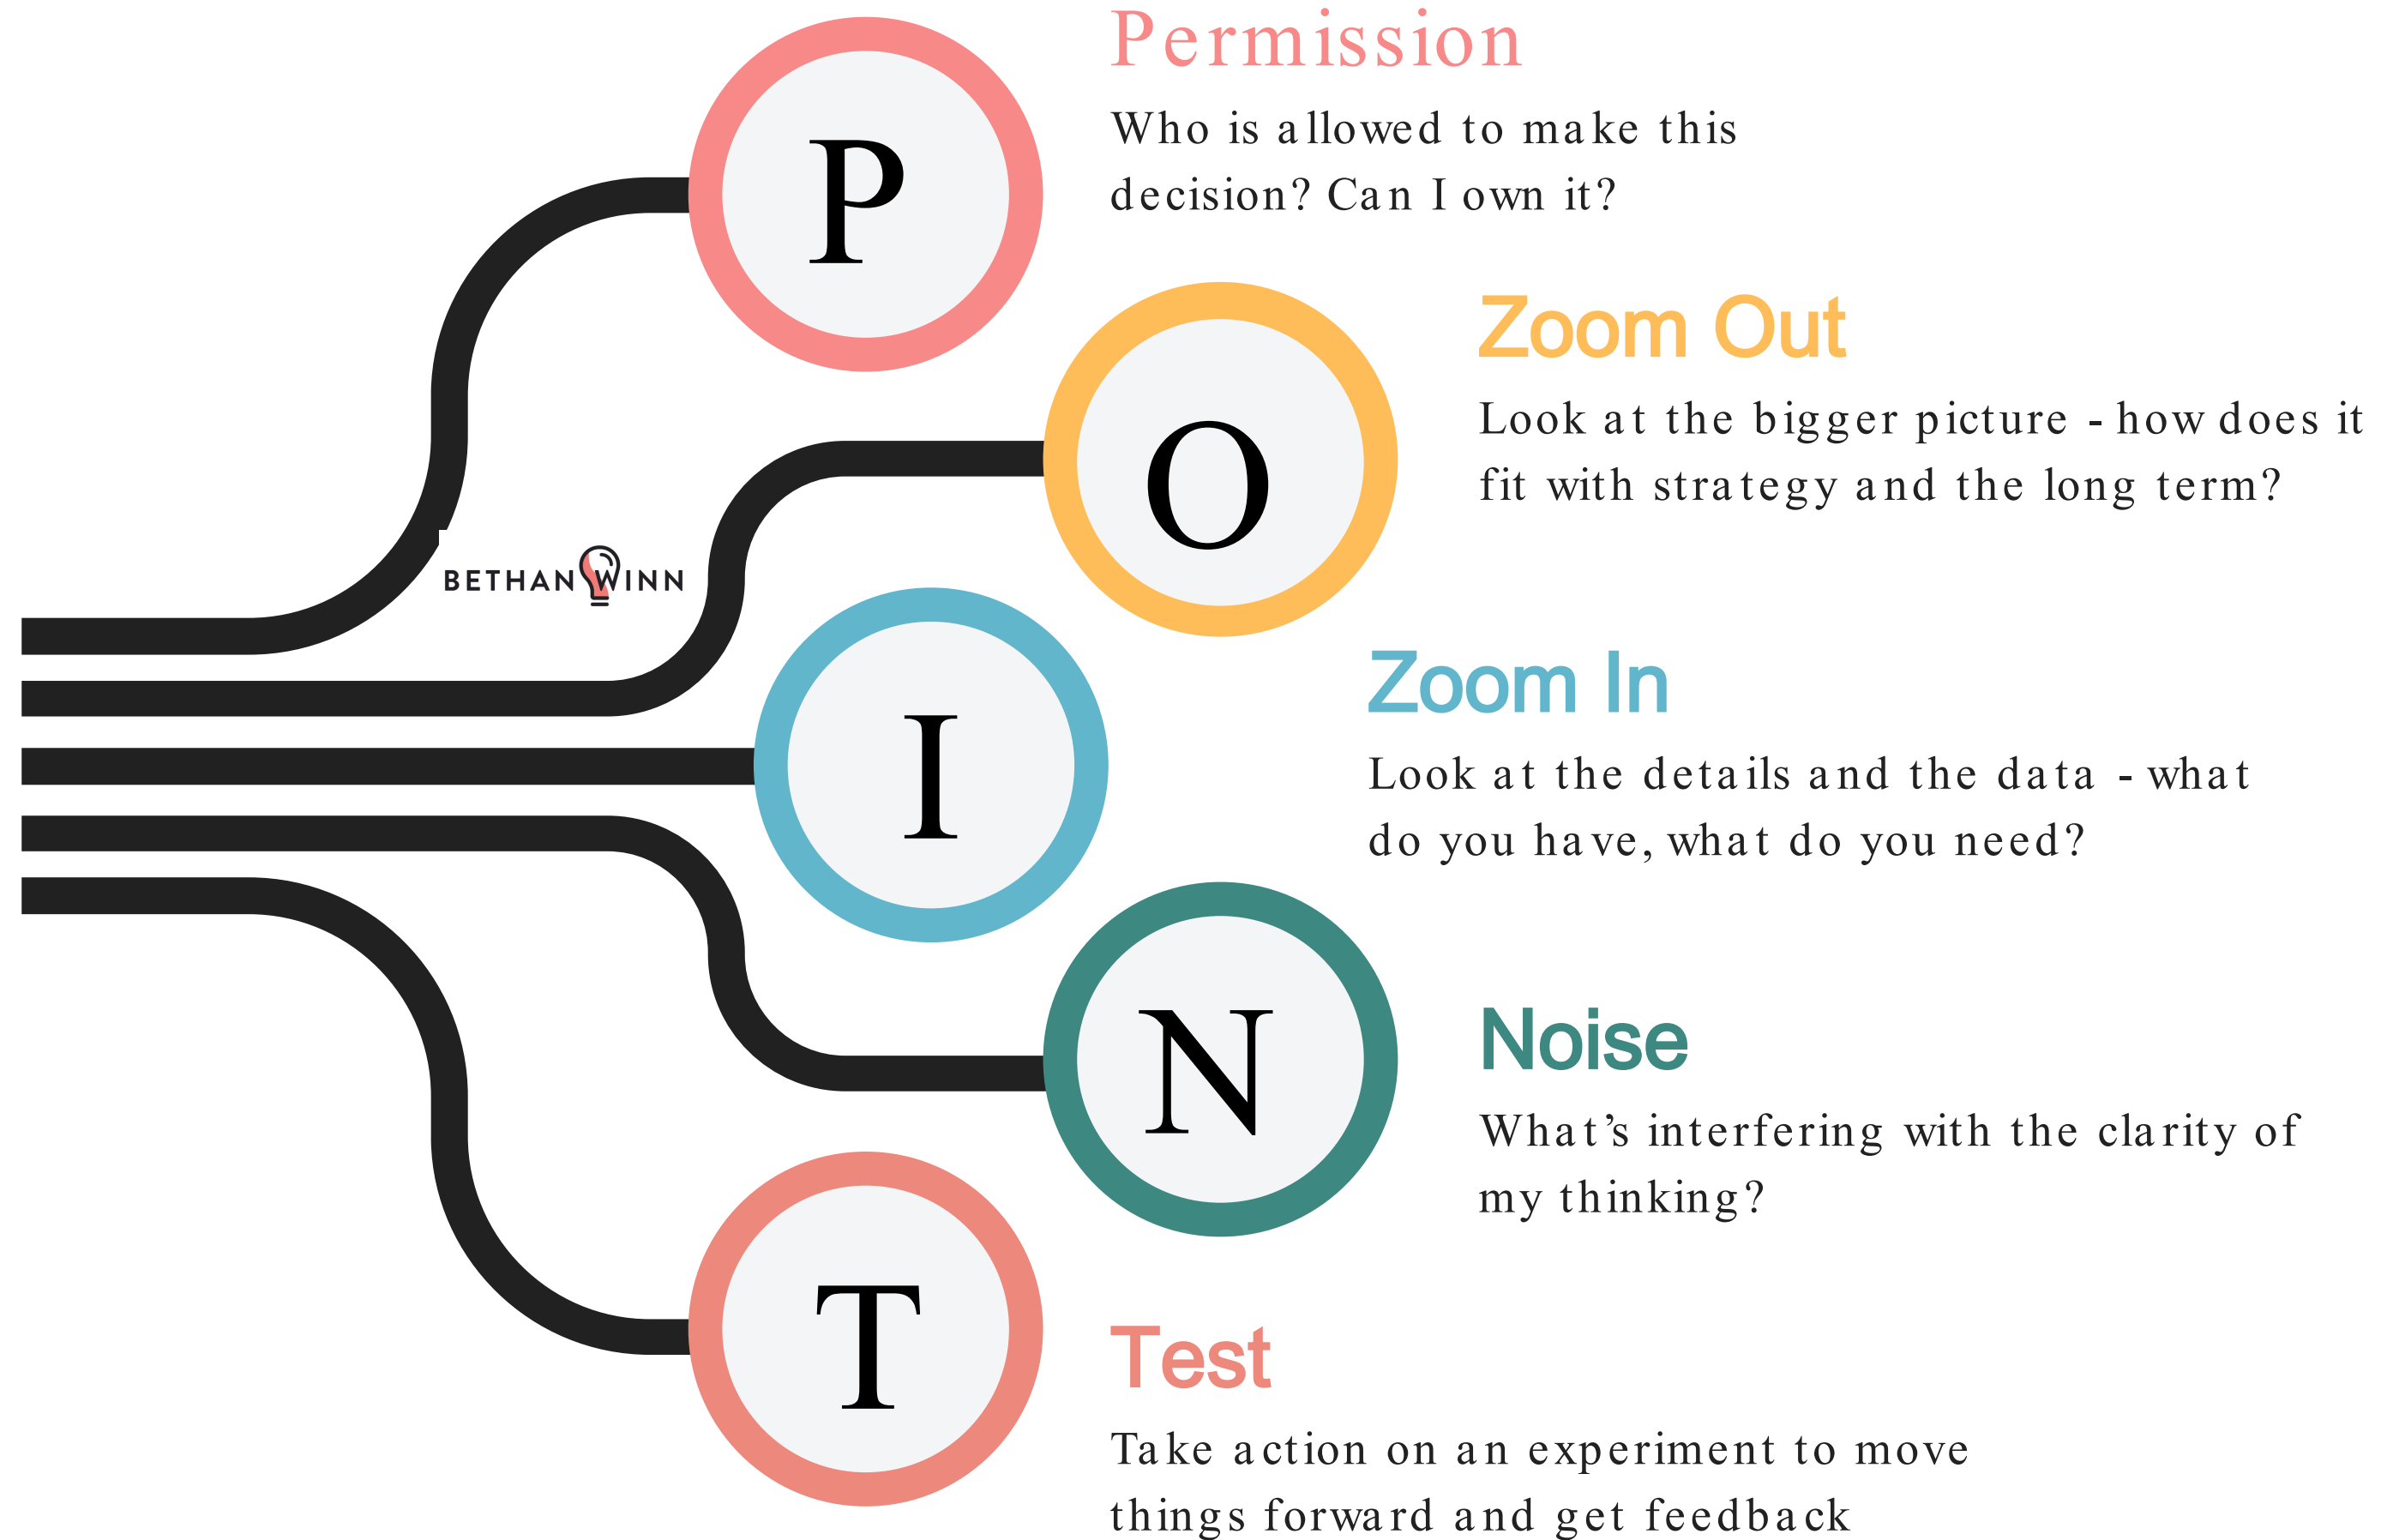 P
Permission
Who is allowed to make this
decision? Can I own it?
O
Zoom Out
Look at the bigger picture - how does it
fit with strategy and the long term?
BETHAN WINN
I
Zoom In
Look at the details and the data - what
do you have, what do you need?
N
Noise
What’s interfering with the clarity of
my thinking?
T
Test
Take action on an experiment to move
things forward and get feedback